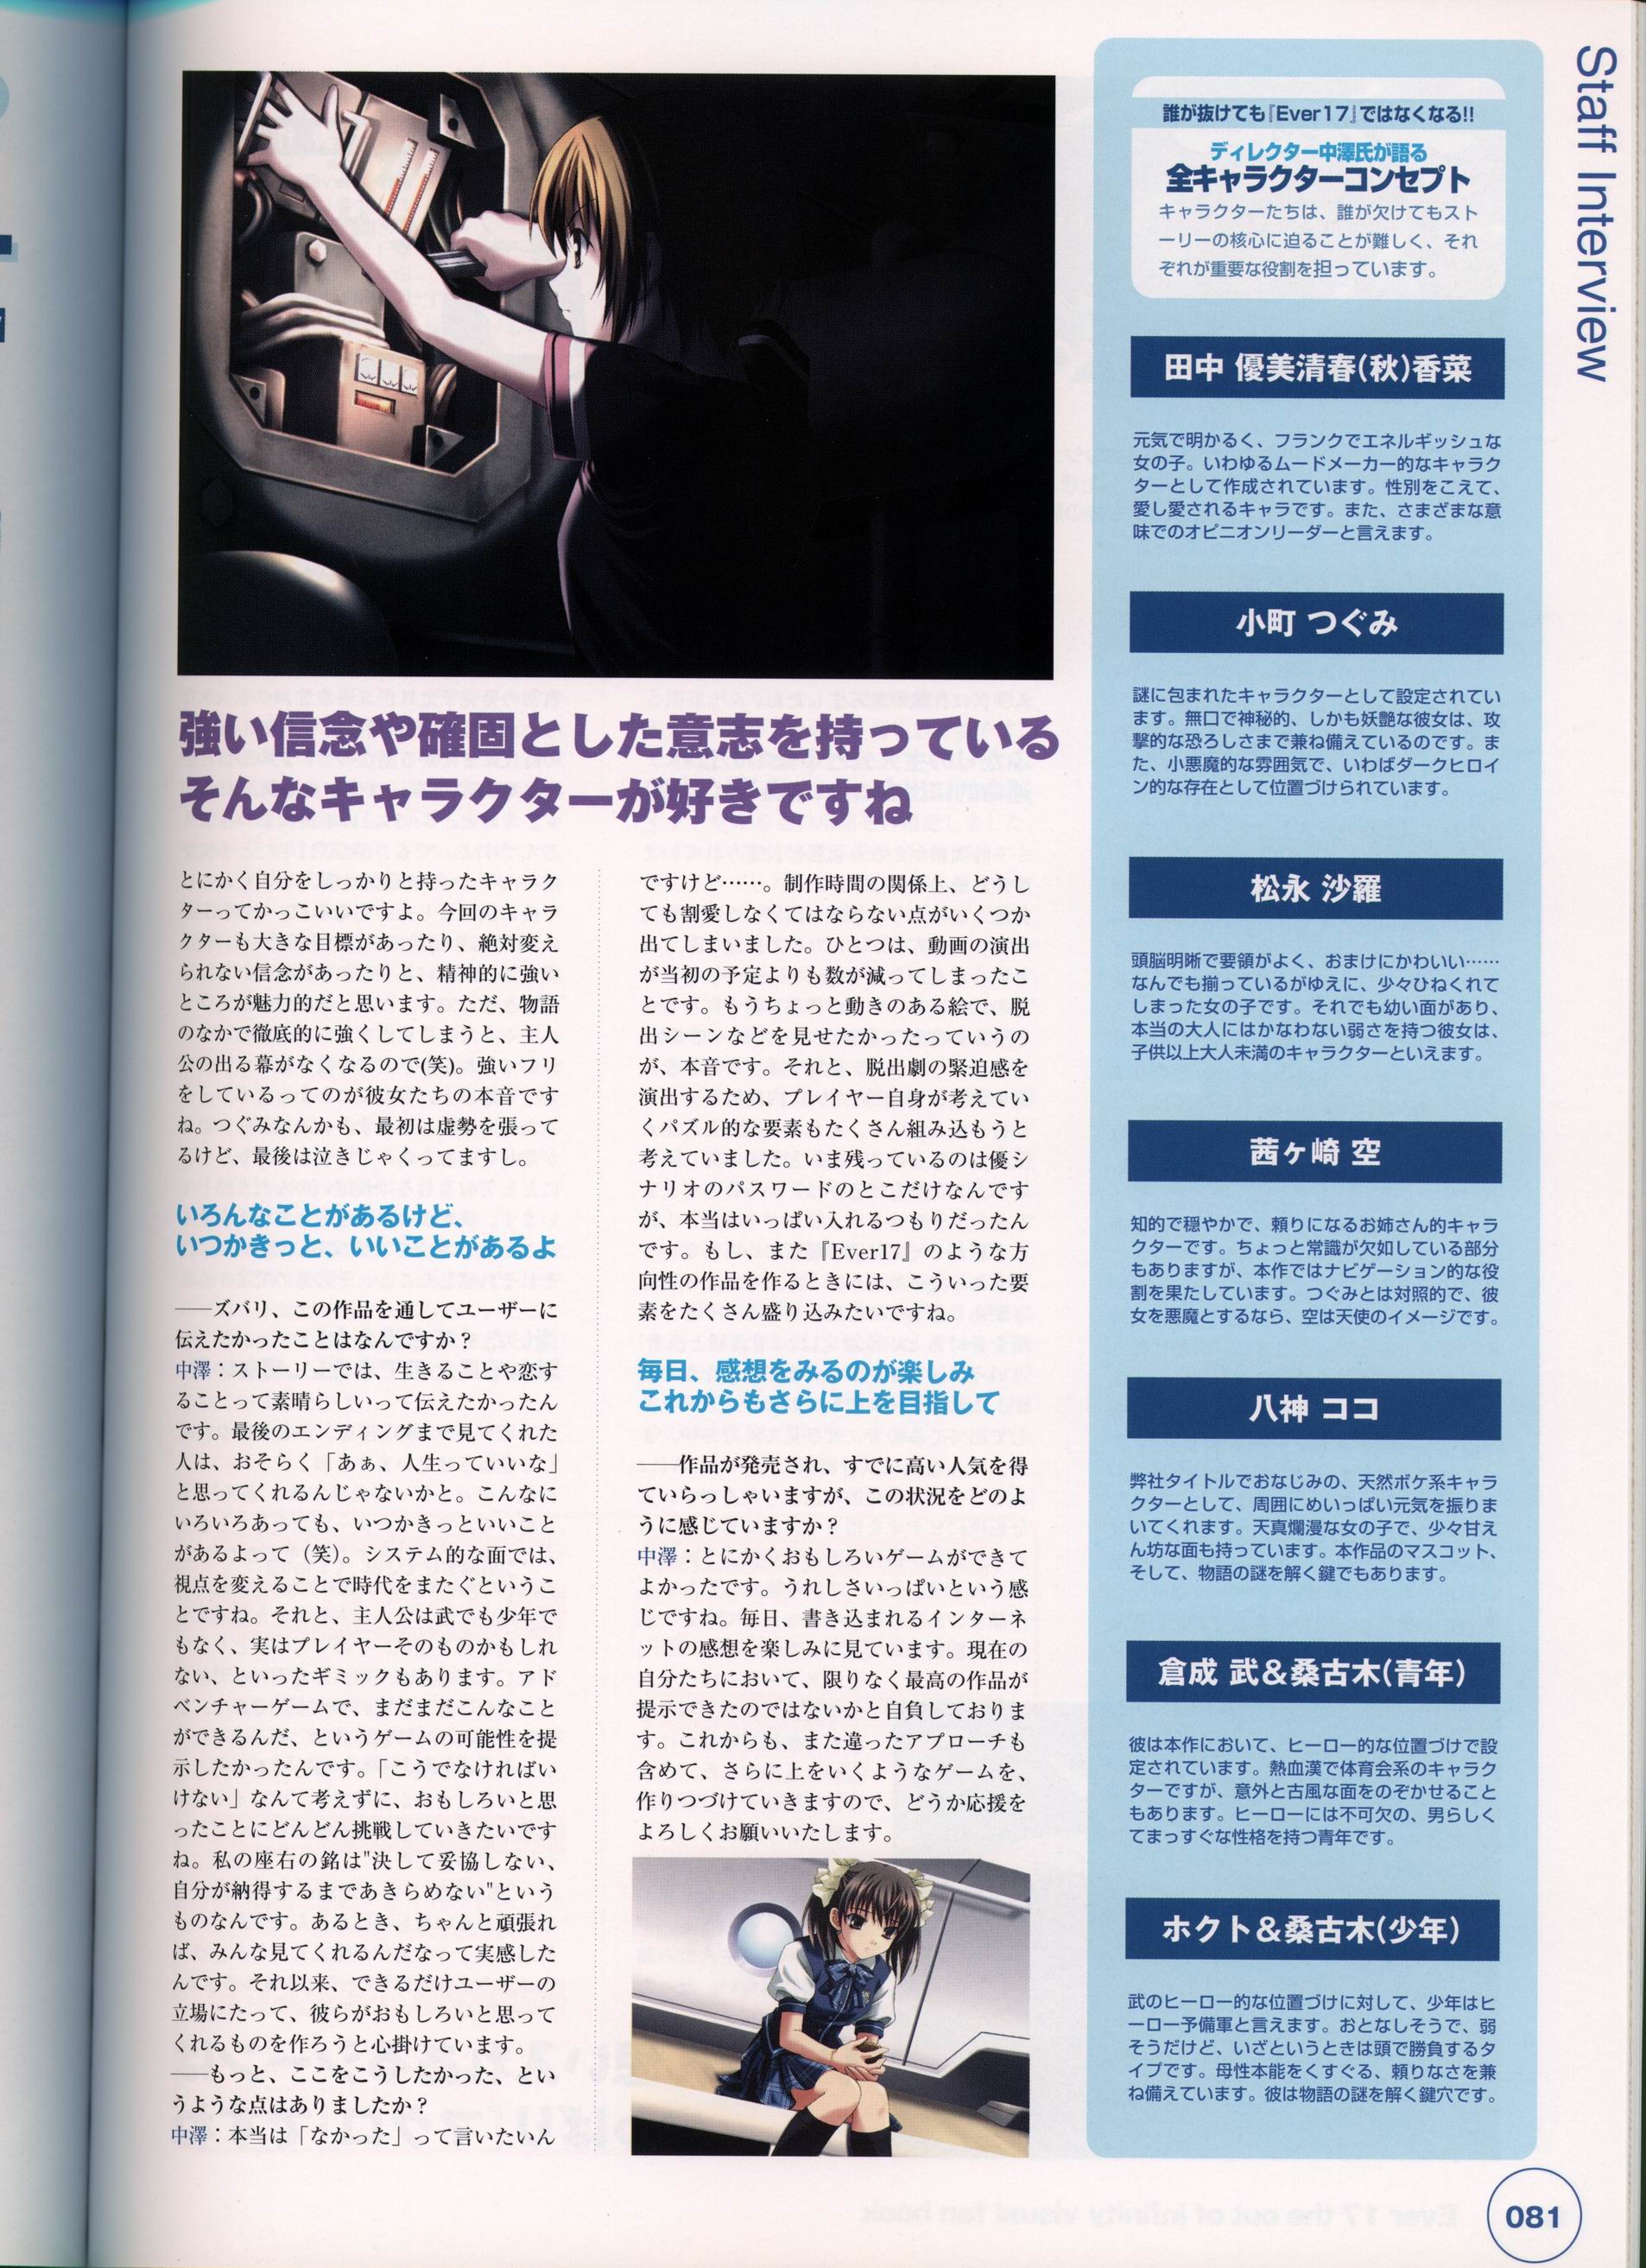 Staff Interview
強い信念や確固とした意志を持っている
そんなキャラクターが好きですね
とにかく自分をしっかりと持ったキャラク
ターってかっこいいですよ。今回のキャラ
クターも大きな目標があったり、絶対変え
られない信念があったりと、精神的に強い
ところが魅力的だと思います。ただ、物語
のなかで徹底的に強くしてしまうと、主人
公の出る幕がなくなるので(笑)。強いフリ
をしているってのが彼女たちの本音です
ね。つぐみなんかも、最初は虚勢を張って
るけど、最後は泣きじゃくってますし。
いろんなことがあるけど、
いつかきっと、いいことがあるよ
――ズバリ、この作品を通してユーザーに
伝えたかったことはなんですか？
中澤：ストーリーでは、生きることや恋す
ることって素晴らしいって伝えたかったん
です。最後のエンディングまで見てくれた
人は、おそらく「あぁ、人生っていいな」
と思ってくれるんじゃないかと。こんなに
いろいろあっても、いつかきっといいこと
があるよって（笑）。システム的な面では、
視点を変えることで時代をまたぐというこ
とですね。それと、主人公は武でも少年で
もなく、実はプレイヤーそのものかもしれ
ない、といったギミックもあります。アド
ベンチャーゲームで、まだまだこんなこと
ができるんだ、というゲームの可能性を提
示したかったんです。「こうでなければい
けない」なんて考えずに、おもしろいと思
ったことにどんどん挑戦していきたいです
ね。私の座右の銘は"決して妥協しない、
自分が納得するまであきらめない"という
ものなんです。あるとき、ちゃんと頑張れ
ば、みんな見てくれるんだなって実感した
んです。それ以来、できるだけユーザーの
立場にたって、彼らがおもしろいと思って
くれるものを作ろうと心掛けています。
――もっと、ここをこうしたかった、とい
うような点はありましたか？
中澤：本当は「なかった」って言いたいん
ですけど……。制作時間の関係上、どうし
ても割愛しなくてはならない点がいくつか
出てしまいました。ひとつは、動画の演出
が当初の予定よりも数が減ってしまったこ
とです。もうちょっと動きのある絵で、脱
出シーンなどを見せたかったっていうの
が、本音です。それと、脱出劇の緊迫感を
演出するため、プレイヤー自身が考えてい
くパズル的な要素もたくさん組み込もうと
考えていました。いま残っているのは優シ
ナリオのパスワードのとこだけなんです
が、本当はいっぱい入れるつもりだったん
です。もし、また『Ever17』のような方
向性の作品を作るときには、こういった要
素をたくさん盛り込みたいですね。
毎日、感想をみるのが楽しみ
これからもさらに上を目指して
――作品が発売され、すでに高い人気を得
ていらっしゃいますが、この状況をどのよ
うに感じていますか？
中澤：とにかくおもしろいゲームができて
よかったです。うれしさいっぱいという感
じですね。毎日、書き込まれるインターネ
ットの感想を楽しみに見ています。現在の
自分たちにおいて、限りなく最高の作品が
提示できたのではないかと自負しておりま
す。これからも、また違ったアプローチも
含めて、さらに上をいくようなゲームを、
作りつづけていきますので、どうか応援を
よろしくお願いいたします。
誰が抜けても『Ever17』ではなくなる!!
ディレクター中澤氏が語る
全キャラクターコンセプト
キャラクターたちは、誰が欠けてもスト
ーリーの核心に迫ることが難しく、それ
ぞれが重要な役割を担っています。
田中 優美清春(秋)香菜
元気で明かるく、フランクでエネルギッシュな
女の子。いわゆるムードメーカー的なキャラク
ターとして作成されています。性別をこえて、
愛し愛されるキャラです。また、さまざまな意
味でのオピニオンリーダーと言えます。
小町 つぐみ
謎に包まれたキャラクターとして設定されてい
ます。無口で神秘的、しかも妖艶な彼女は、攻
撃的な恐ろしさまで兼ね備えているのです。ま
た、小悪魔的な雰囲気で、いわばダークヒロイ
ン的な存在として位置づけられています。
松永 沙羅
頭脳明晰で要領がよく、おまけにかわいい……
なんでも揃っているがゆえに、少々ひねくれて
しまった女の子です。それでも幼い面があり、
本当の大人にはかなわない弱さを持つ彼女は、
子供以上大人未満のキャラクターといえます。
茜ヶ崎 空
知的で穏やかで、頼りになるお姉さん的キャラ
クターです。ちょっと常識が欠如している部分
もありますが、本作ではナビゲーション的な役
割を果たしています。つぐみとは対照的で、彼
女を悪魔とするなら、空は天使のイメージです。
八神 ココ
弊社タイトルでおなじみの、天然ボケ系キャラ
クターとして、周囲にめいっぱい元気を振りま
いてくれます。天真爛漫な女の子で、少々甘え
ん坊な面も持っています。本作品のマスコット、
そして、物語の謎を解く鍵でもあります。
倉成 武＆桑古木(青年)
彼は本作において、ヒーロー的な位置づけで設
定されています。熱血漢で体育会系のキャラク
ターですが、意外と古風な面をのぞかせること
もあります。ヒーローには不可欠の、男らしく
てまっすぐな性格を持つ青年です。
ホクト＆桑古木(少年)
武のヒーロー的な位置づけに対して、少年はヒ
ーロー予備軍と言えます。おとなしそうで、弱
そうだけど、いざというときは頭で勝負するタ
イプです。母性本能をくすぐる、頼りなさを兼
ね備えています。彼は物語の謎を解く鍵穴です。
081